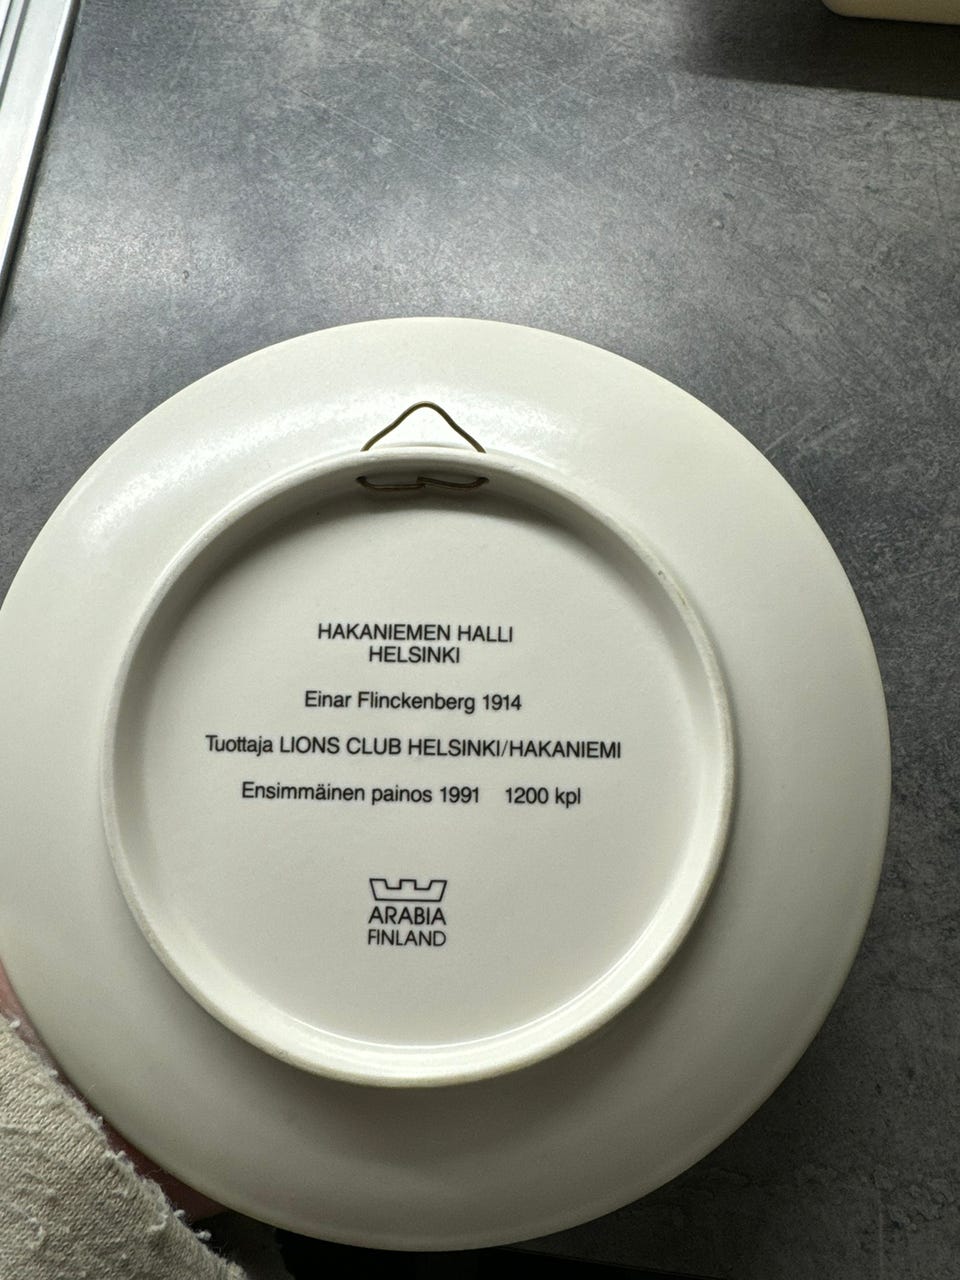 HAKANIEMEN HALLI
HELSINKI
Einar Flinckenberg 1914
Tuottaja LIONS CLUB HELSINKI/HAKANIEMI
Ensimmäinen painos 1991 1200 kpl
ARABIA
FINLAND